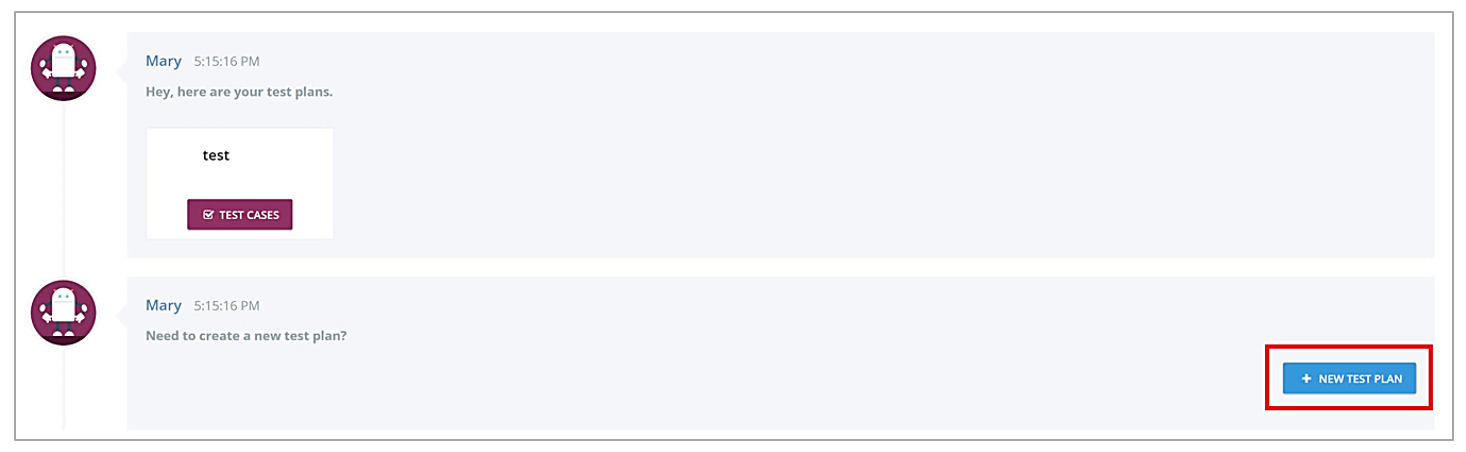 Mary 5:15:16 PM
Hey, here are your test plans.
test
TEST CASES
Mary 5:15:16 PM
Need to create a new test plan?
+ NEW TEST PLAN